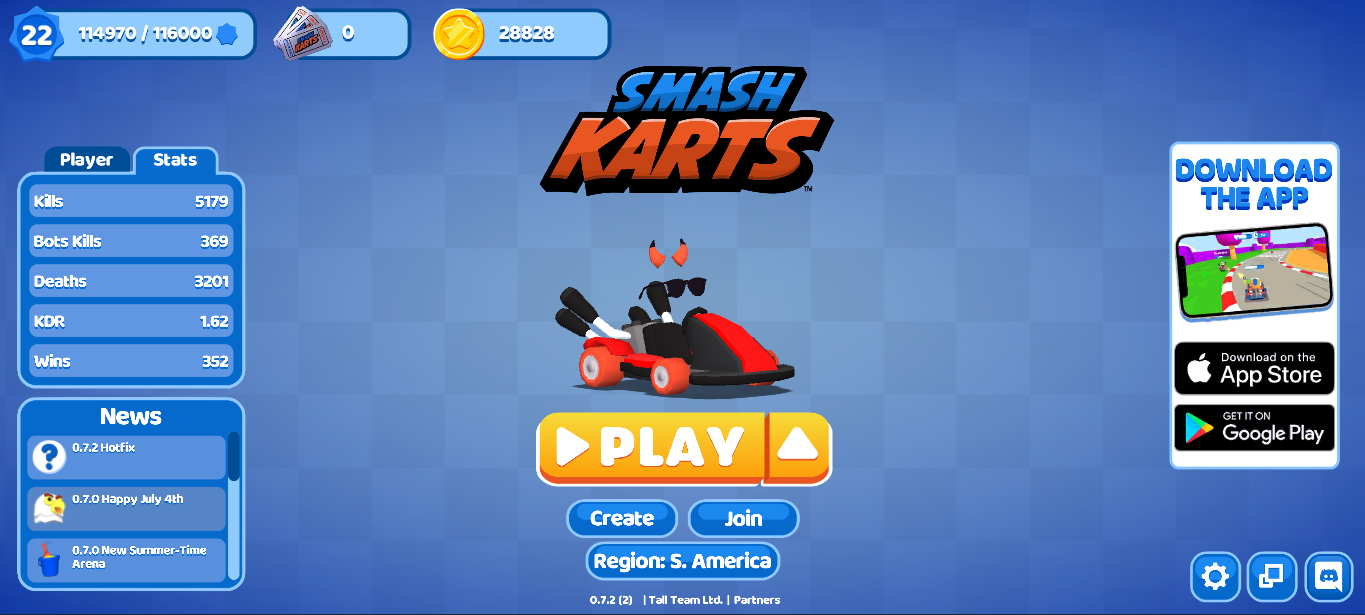 22
114970 / 116000
0
28828
SMASH
KARTS
TM
Player
Stats
Kills 5179
Bots Kills 369
Deaths 3201
KDR 1.62
Wins 352
News
0.7.2 Hotfix
0.7.0 Happy July 4th
0.7.0 New Summer-Time
Arena
PLAY
Create
Join
Region: S. America
0.7.2 (2) | Tall Team Ltd. | Partners
DOWNLOAD
THE APP
Download on the
App Store
GET IT ON
Google Play